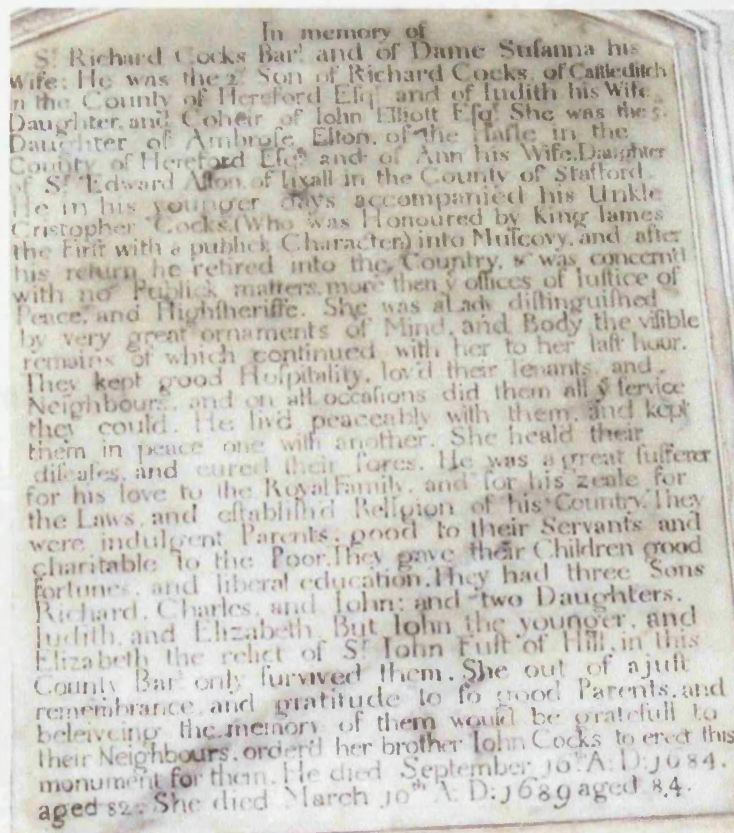 In memory of
Sr. Richard Cocks Bart. and of Dame Suſanna his
Wife: He was the 2d. Son of Richard Cocks, of Caſtleditch
in the County of Hereford Eſqr. and of Iudith his Wife
Daughter, and Coheir of Iohn Elliott Eſqr. She was the 5.
Daughter of Ambroſe, Elton, of the Haſle in the
County of Hereford Eſqr. and of Ann his Wife, Daughter
of Sr. Edward Aſton, of Tixall in the County of Stafford.
He in his younger days accompanied his Unkle
Criſtopher Cocks, (Who was Honoured by King Iames
the Firſt with a publick Character) into Muſcovy, and after
his return he retired into the Country, & was concernd
with no Publick matters, more then ye offices of Iuſtice of
Peace, and Highſheriffe. She was a Lady diſtinguiſhed
by very great ornaments of Mind, and Body the viſible
remains of which continued with her to her laſt hour.
They kept good Hoſpitality, lov'd their Tenants, and
Neighbours, and on all occaſions did them all ye ſervice
they could. He liv'd peaceably with them, and kept
them in peace one with another. She heald their
diſeaſes, and cured their ſores. He was a great ſufferer
for his love to the Royal Family, and for his zeale for
the Laws, and eſtabliſhd Religion of his Country. They
were indulgent Parents; good to their Servants and
charitable to the Poor. They gave their Children good
fortunes, and liberal education. They had three Sons
Richard, Charles, and Iohn; and two Daughters,
Iudith, and Elizabeth. But Iohn the younger, and
Elizabeth the relict of Sr. Iohn Fuſt of Hill, in this
County Bart. only ſurvived them. She out of a juſt
remembrance, and gratitude to ſo good Parents, and
beleiveing the memory of them would be gratefull to
their Neighbours, order'd her brother Iohn Cocks to erect this
monument for them. He died September 16th. A: D: 1684.
aged 82. She died March 10th A: D: 1689 aged 84.